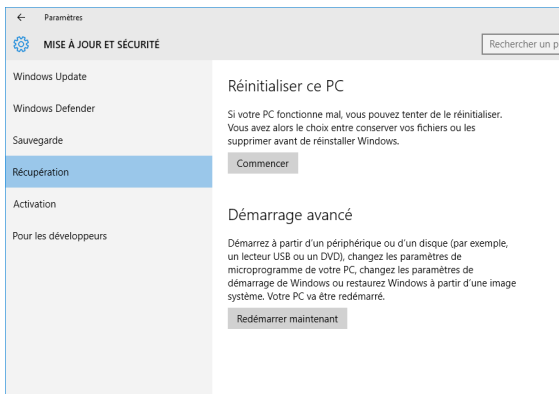 Paramètres
MISE À JOUR ET SÉCURITÉ
Rechercher un p
Windows Update
Windows Defender
Sauvegarde
Récupération
Activation
Pour les développeurs
Réinitialiser ce PC
Si votre PC fonctionne mal, vous pouvez tenter de le réinitialiser.
Vous avez alors le choix entre conserver vos fichiers ou les
supprimer avant de réinstaller Windows.
Commencer
Démarrage avancé
Démarrez à partir d'un périphérique ou d'un disque (par exemple,
un lecteur USB ou un DVD), changez les paramètres de
microprogramme de votre PC, changez les paramètres de
démarrage de Windows ou restaurez Windows à partir d'une image
système. Votre PC va être redémarré.
Redémarrer maintenant